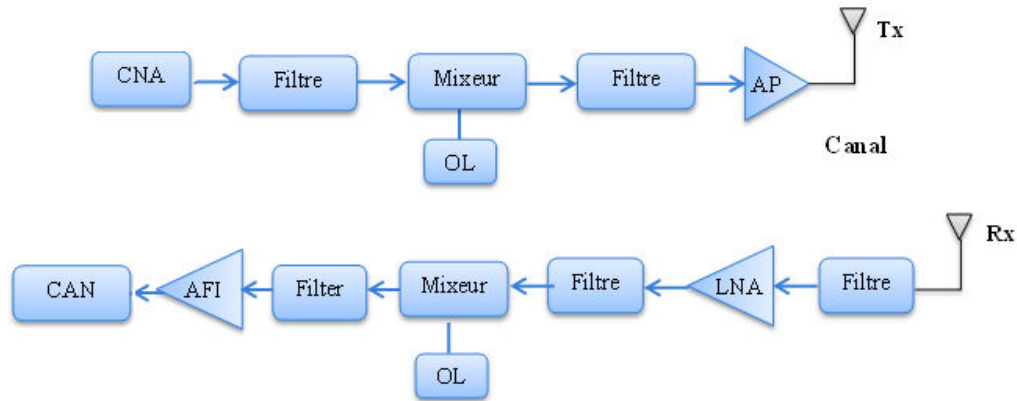 Tx
CNA Filtre Mixeur Filtre AP
OL
Canal
Rx
CAN AFI Filter Mixeur Filtre LNA Filtre
OL